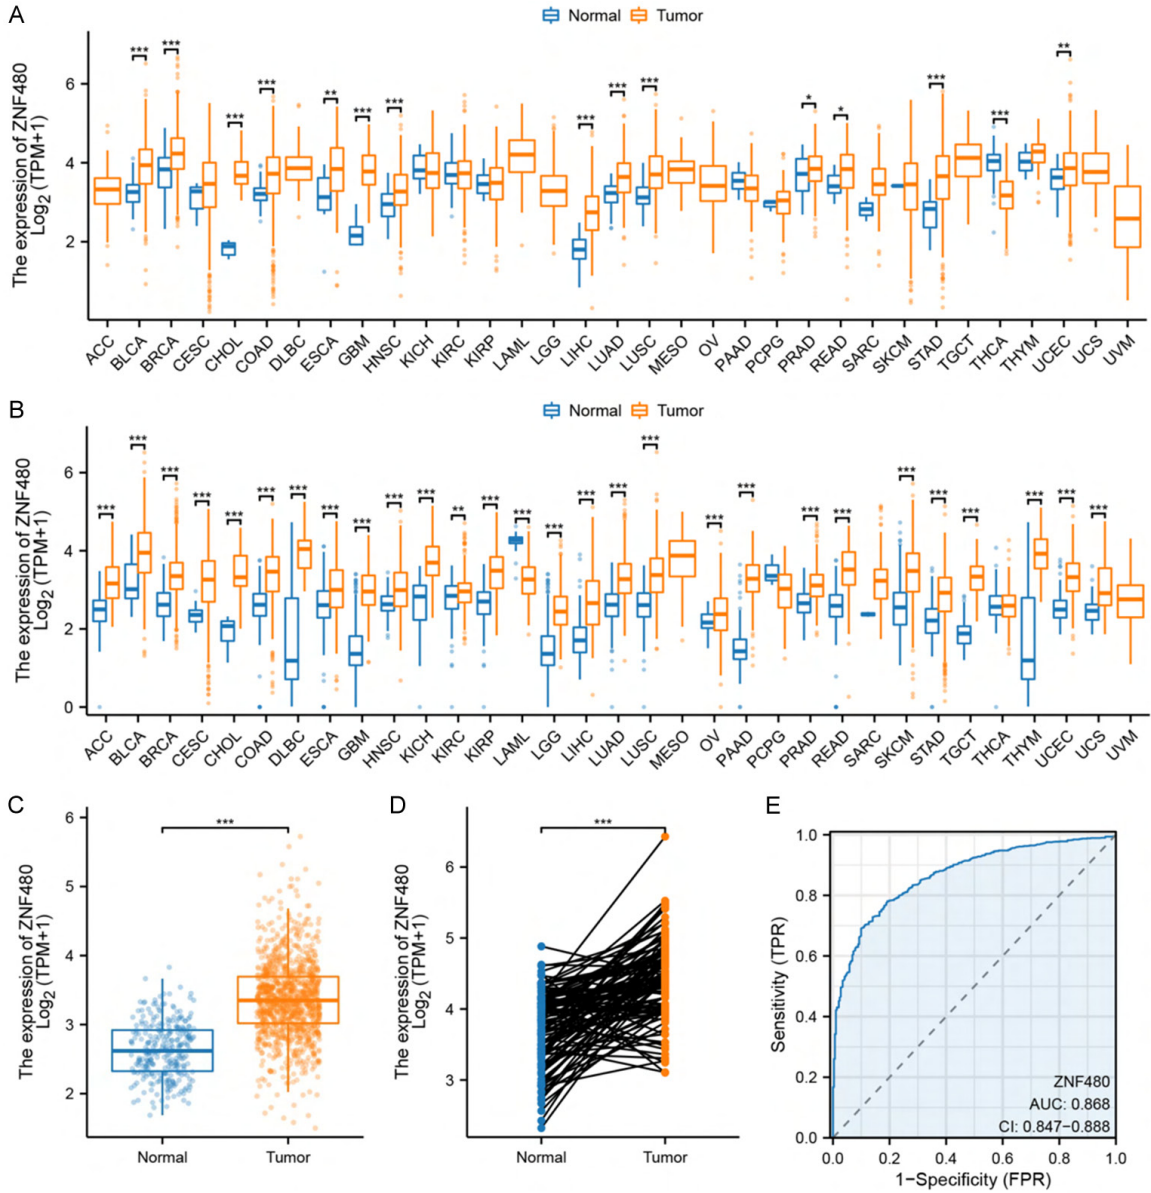 A
Normal Tumor
The expression of ZNF480
Log2 (TPM+1)
6
4
2
*** *** *** *** ** *** *** *** *** *** * * *** *** **
ACC BLCA BRCA CESC CHOL COAD DLBC ESCA GBM HNSC KICH KIRC KIRP LAML LGG LIHC LUAD LUSC MESO OV PAAD PCPG PRAD READ SARC SKCM STAD TGCT THCA THYM UCEC UCS UVM
B
Normal Tumor
The expression of ZNF480
Log2 (TPM+1)
6
4
2
0
*** *** *** *** *** *** *** *** *** *** *** ** *** *** *** *** *** *** ** *** *** *** *** *** *** *** *** ***
ACC BLCA BRCA CESC CHOL COAD DLBC ESCA GBM HNSC KICH KIRC KIRP LAML LGG LIHC LUAD LUSC MESO OV PAAD PCPG PRAD READ SARC SKCM STAD TGCT THCA THYM UCEC UCS UVM
C
The expression of ZNF480
Log2 (TPM+1)
6
5
4
3
2
***
Normal Tumor
D
The expression of ZNF480
Log2 (TPM+1)
6
5
4
3
***
Normal Tumor
E
Sensitivity (TPR)
1.0
0.8
0.6
0.4
0.2
0.0
ZNF480
AUC: 0.868
CI: 0.847−0.888
0.0 0.2 0.4 0.6 0.8 1.0
1−Specificity (FPR)